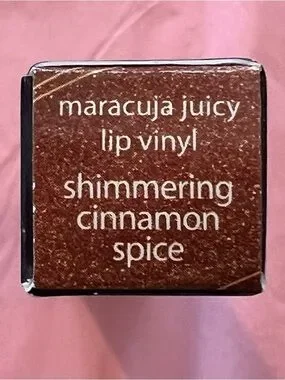 maracuja juicy
lip vinyl
shimmering
cinnamon
spice